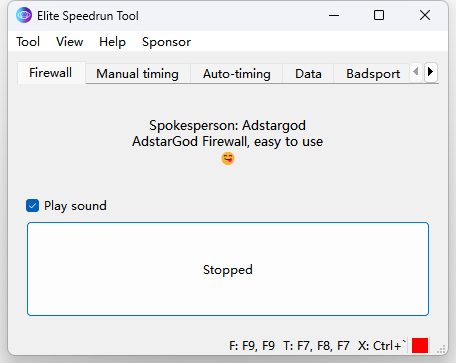 Elite Speedrun Tool
Tool View Help Sponsor
Firewall Manual timing Auto-timing Data Badsport
Spokesperson: Adstargod
AdstarGod Firewall, easy to use
😋
Play sound
Stopped
F: F9, F9 T: F7, F8, F7 X: Ctrl+`